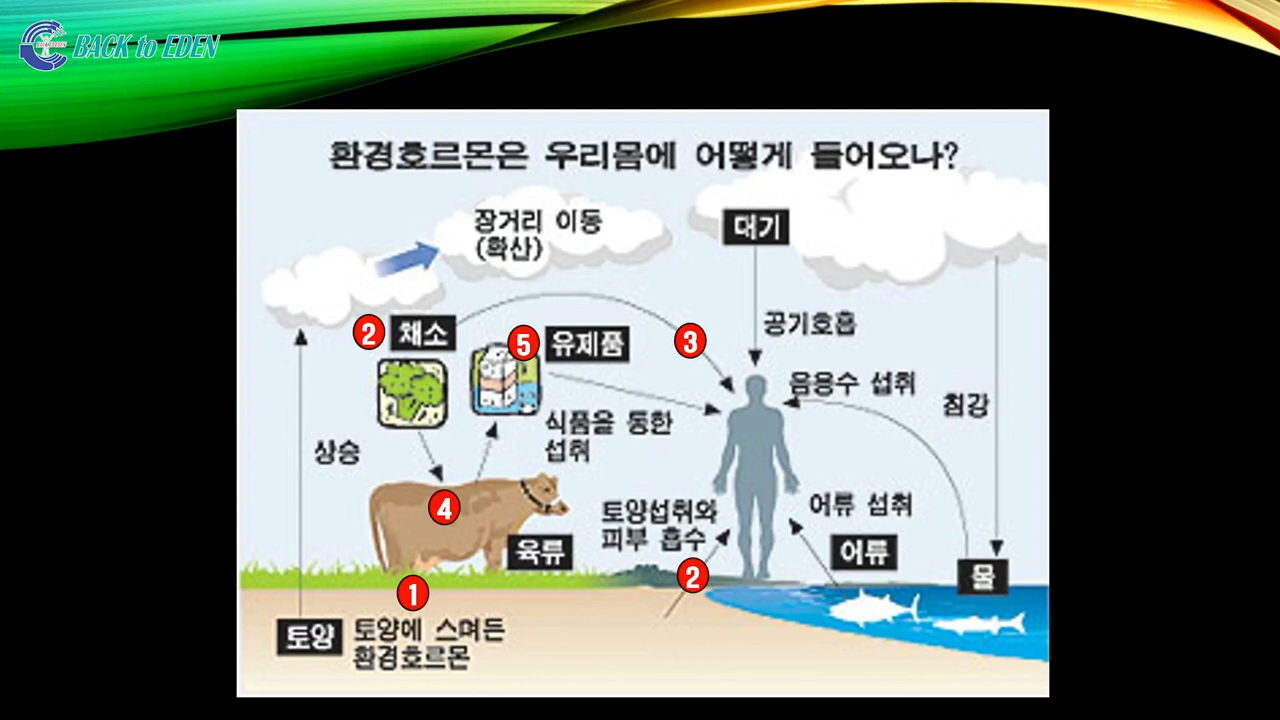 BACK to EDEN
환경호르몬은 우리몸에 어떻게 들어오나?
장거리 이동
(확산)
대기
2
채소
5
유제품
3
공기호흡
음용수 섭취
침강
식품을 통한
섭취
상승
4
토양섭취와
피부 흡수
어류 섭취
육류
어류
물
2
1
토양
토양에 스며든
환경호르몬